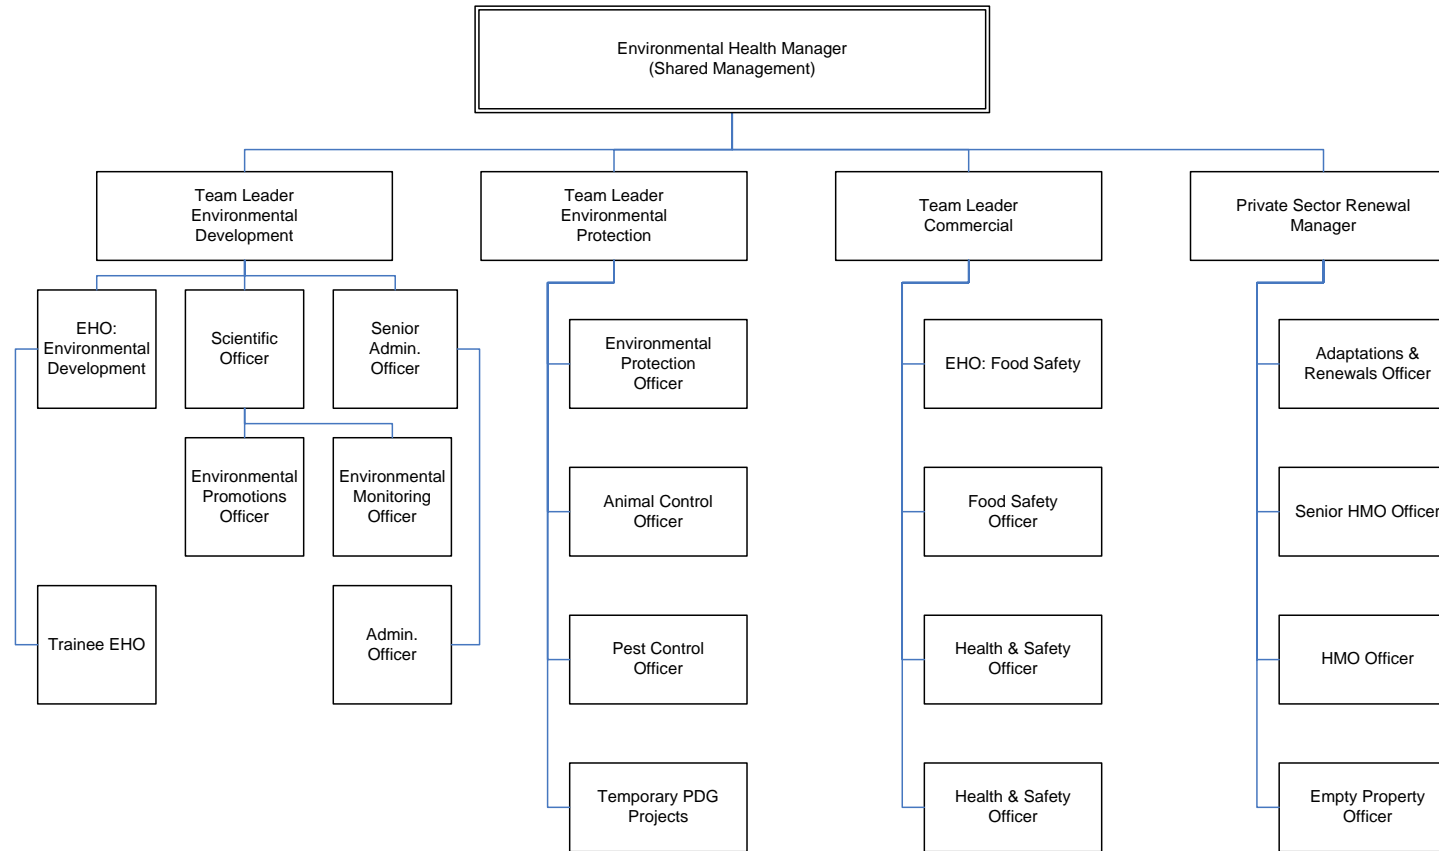 Environmental Health Manager
(Shared Management)
Team Leader
Environmental
Development
Team Leader
Environmental
Protection
Team Leader
Commercial
Private Sector Renewal
Manager
EHO:
Environmental
Development
Scientific
Officer
Senior
Admin.
Officer
Environmental
Protection
Officer
EHO: Food Safety
Adaptations &
Renewals Officer
Environmental
Promotions
Officer
Environmental
Monitoring
Officer
Animal Control
Officer
Food Safety
Officer
Senior HMO Officer
Trainee EHO
Admin.
Officer
Pest Control
Officer
Health & Safety
Officer
HMO Officer
Temporary PDG
Projects
Health & Safety
Officer
Empty Property
Officer